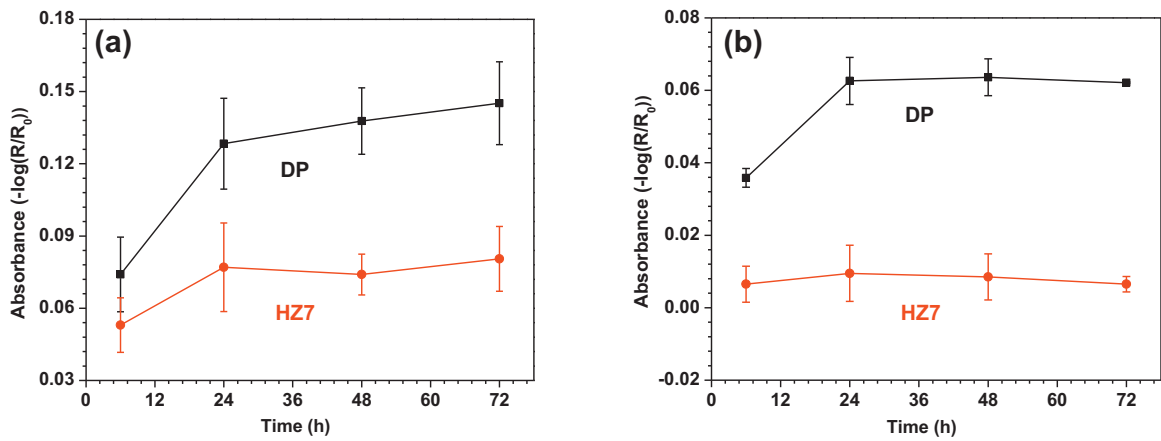 (a)
Absorbance (-log(R/R0))
0.18
0.15
0.12
0.09
0.06
0.03
DP
HZ7
0 12 24 36 48 60 72
Time (h)
(b)
Absorbance (-log(R/R0))
0.08
0.06
0.04
0.02
0.00
-0.02
DP
HZ7
0 12 24 36 48 60 72
Time (h)